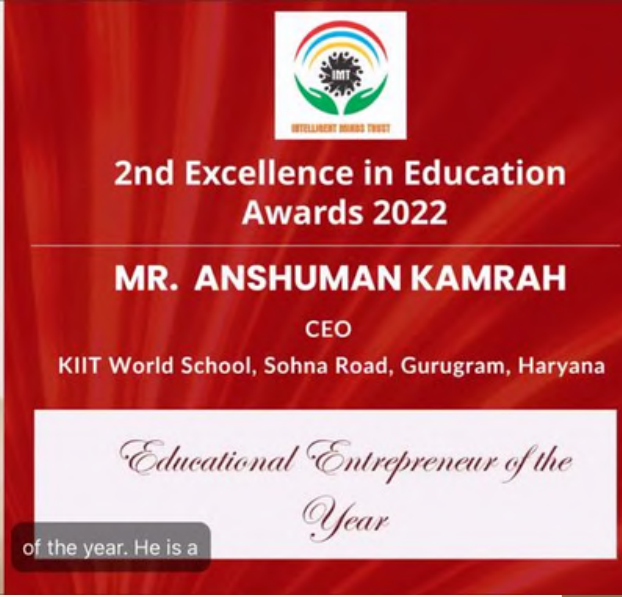 IMT
INTELLIGENT MINDS TRUST
2nd Excellence in Education
Awards 2022
MR. ANSHUMAN KAMRAH
CEO
KIIT World School, Sohna Road, Gurugram, Haryana
Educational Entrepreneur of the
Year
of the year. He is a